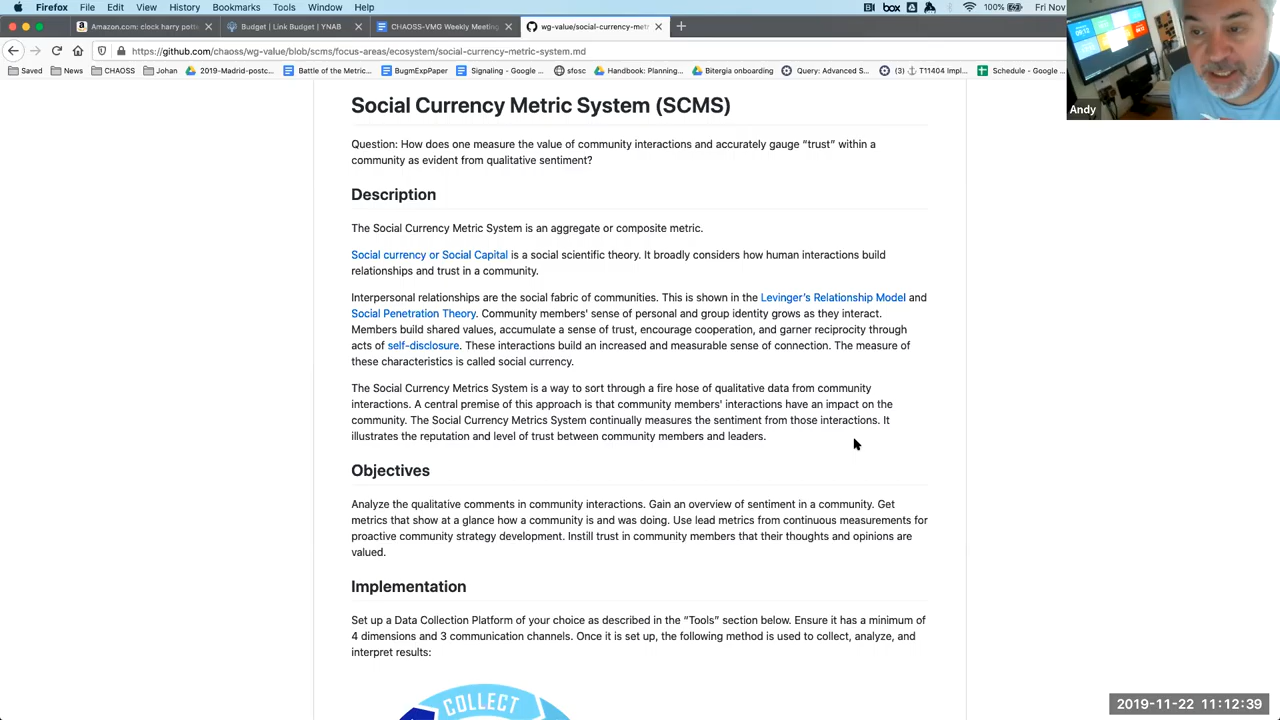 Firefox File Edit View History Bookmarks Tools Window Help
box 100% Fri Nov
Amazon.com: clock harry pott
Budget | Link Budget | YNAB
CHAOSS-VMG Weekly Meeting
wg-value/social-currency-met
https://github.com/chaoss/wg-value/blob/scms/focus-areas/ecosystem/social-currency-metric-system.md
Saved News CHAOSS Johan 2019-Madrid-postc... Battle of the Metric... BugmExpPaper Signaling - Google ... sfosc Handbook: Planning... Bitergia onboarding Query: Advanced S... (3) T11404 Impl... Schedule - Google ...
Andy
Social Currency Metric System (SCMS)
Question: How does one measure the value of community interactions and accurately gauge “trust” within a
community as evident from qualitative sentiment?
Description
The Social Currency Metric System is an aggregate or composite metric.
Social currency or Social Capital is a social scientific theory. It broadly considers how human interactions build
relationships and trust in a community.
Interpersonal relationships are the social fabric of communities. This is shown in the Levinger’s Relationship Model and
Social Penetration Theory. Community members' sense of personal and group identity grows as they interact.
Members build shared values, accumulate a sense of trust, encourage cooperation, and garner reciprocity through
acts of self-disclosure. These interactions build an increased and measurable sense of connection. The measure of
these characteristics is called social currency.
The Social Currency Metrics System is a way to sort through a fire hose of qualitative data from community
interactions. A central premise of this approach is that community members' interactions have an impact on the
community. The Social Currency Metrics System continually measures the sentiment from those interactions. It
illustrates the reputation and level of trust between community members and leaders.
Objectives
Analyze the qualitative comments in community interactions. Gain an overview of sentiment in a community. Get
metrics that show at a glance how a community is and was doing. Use lead metrics from continuous measurements for
proactive community strategy development. Instill trust in community members that their thoughts and opinions are
valued.
Implementation
Set up a Data Collection Platform of your choice as described in the “Tools” section below. Ensure it has a minimum of
4 dimensions and 3 communication channels. Once it is set up, the following method is used to collect, analyze, and
interpret results:
COLLECT
2019-11-22 11:12:39